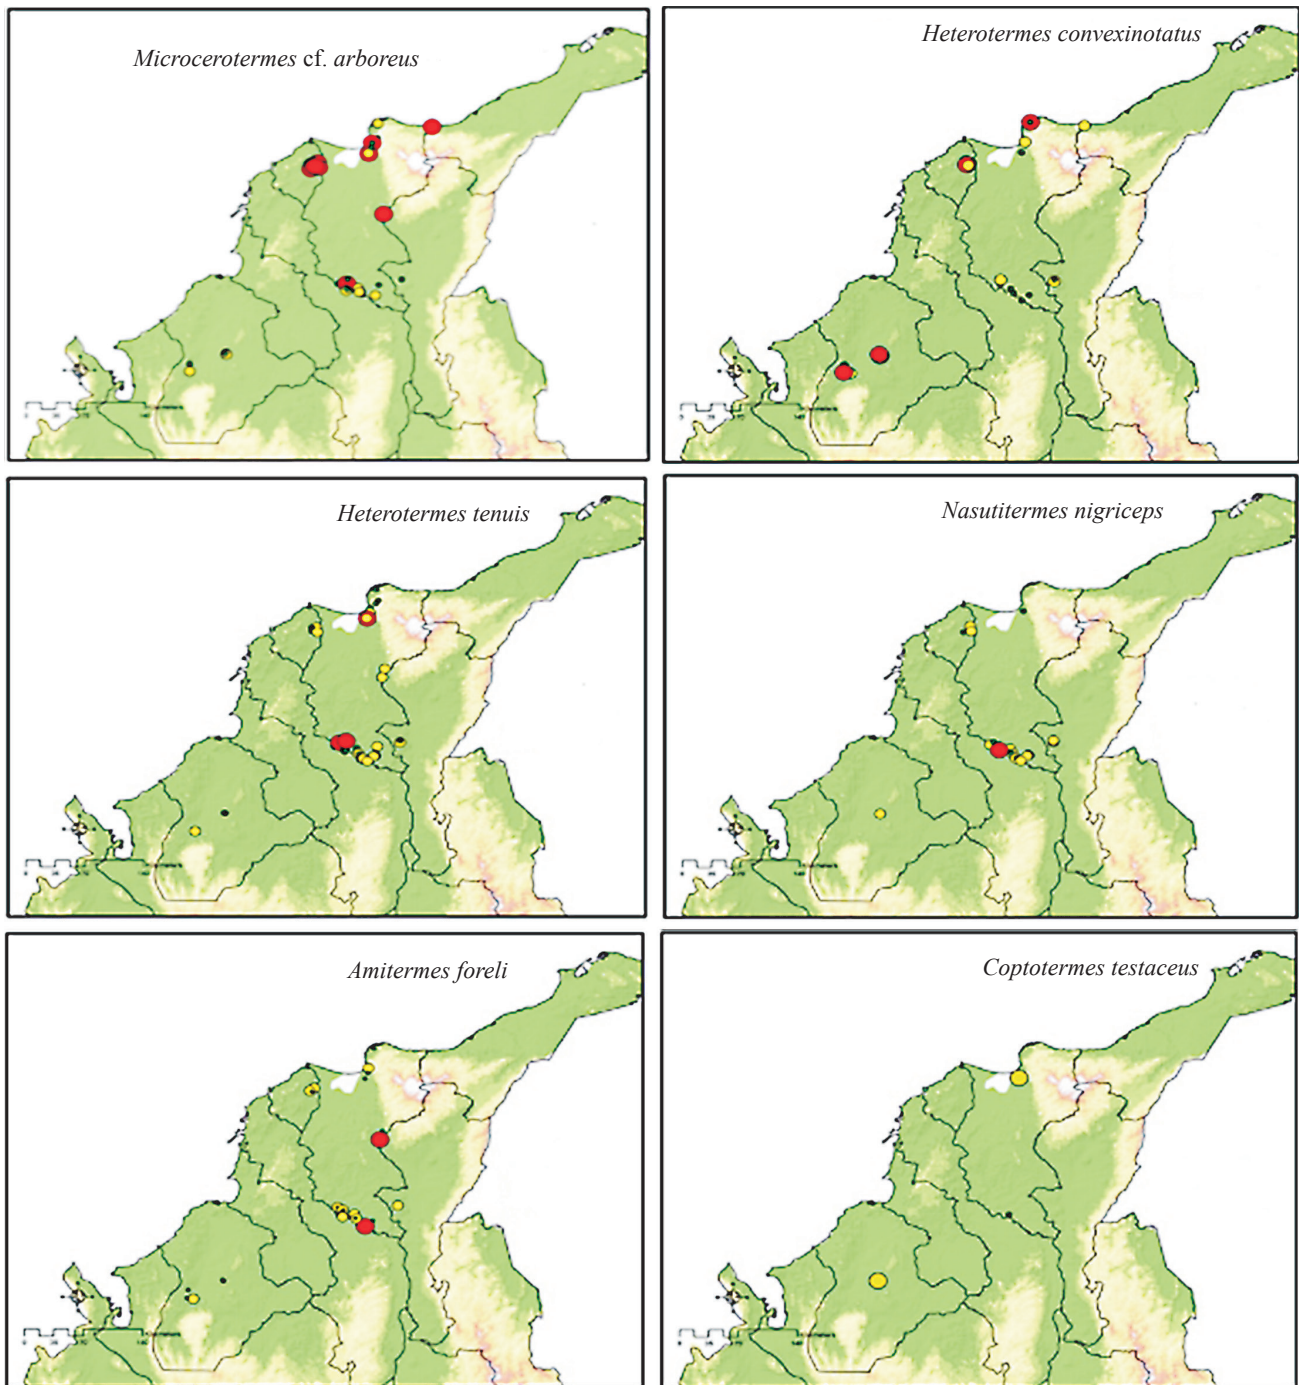 Microcerotermes cf. arboreus
Heterotermes convexinotatus
Heterotermes tenuis
Nasutitermes nigriceps
Amitermes foreli
Coptotermes testaceus